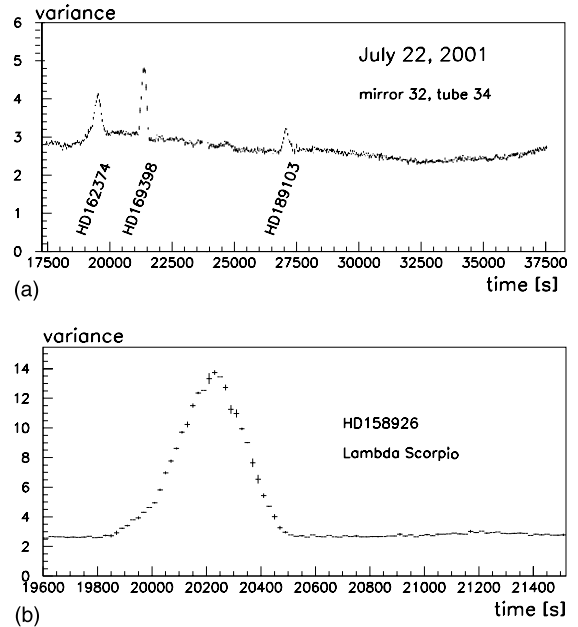 variance
6
5
4
3
2
1
0
July 22, 2001
mirror 32, tube 34
HD162374
HD169398
HD189103
17500 20000 22500 25000 27500 30000 32500 35000 37500
time [s]
(a)
variance
14
12
10
8
6
4
2
0
HD158926
Lambda Scorpio
19600 19800 20000 20200 20400 20600 20800 21000 21200 21400
time [s]
(b)